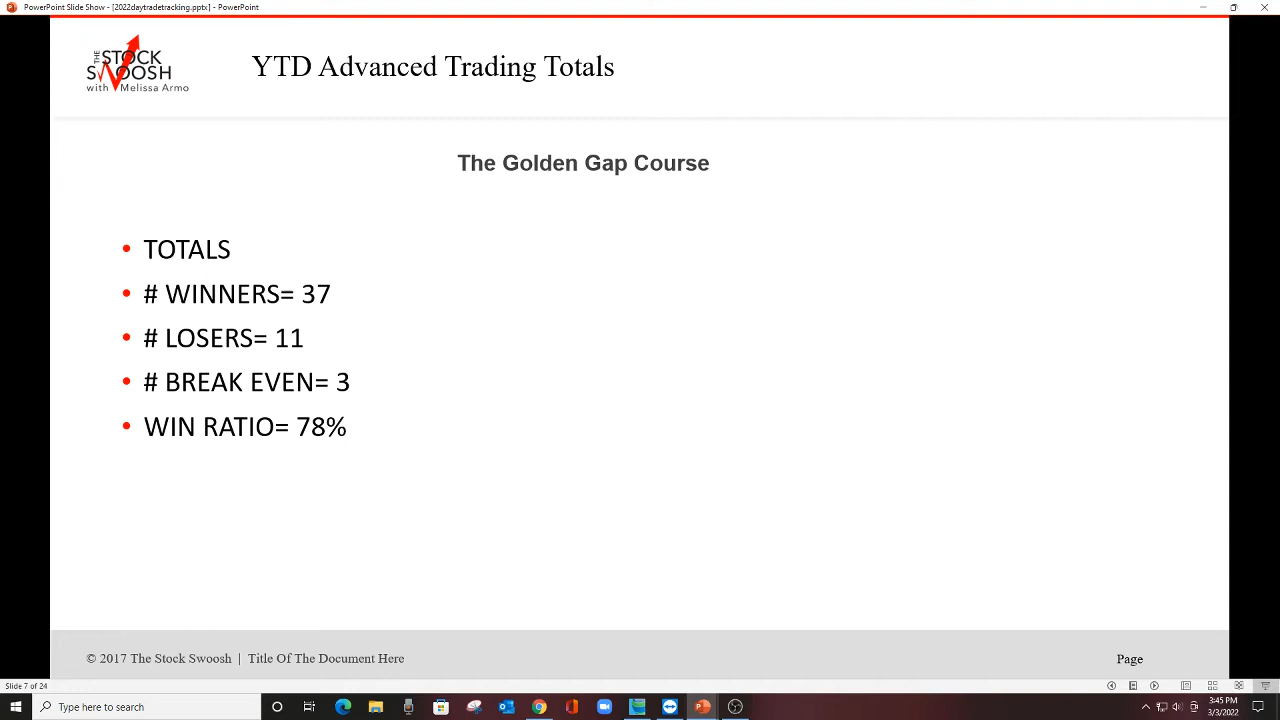 PowerPoint Slide Show - [2022daytradetracking.pptx] - PowerPoint
THE
STOCK
SWOOSH
with Melissa Armo
YTD Advanced Trading Totals
The Golden Gap Course
• TOTALS
• # WINNERS= 37
• # LOSERS= 11
• # BREAK EVEN= 3
• WIN RATIO= 78%
© 2017 The Stock Swoosh | Title Of The Document Here
Page
Slide 7 of 24
Type here to search
3:45 PM
3/3/2022